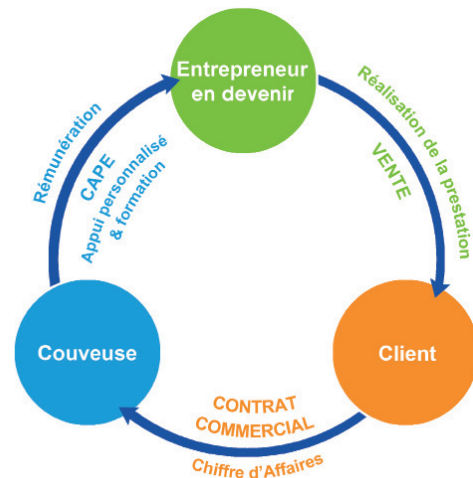 Entrepreneur
en devenir
Réalisation de la prestation
VENTE
Client
CONTRAT
COMMERCIAL
Chiffre d'Affaires
Couveuse
Rémunération
CAPE
Appui personnalisé
& formation